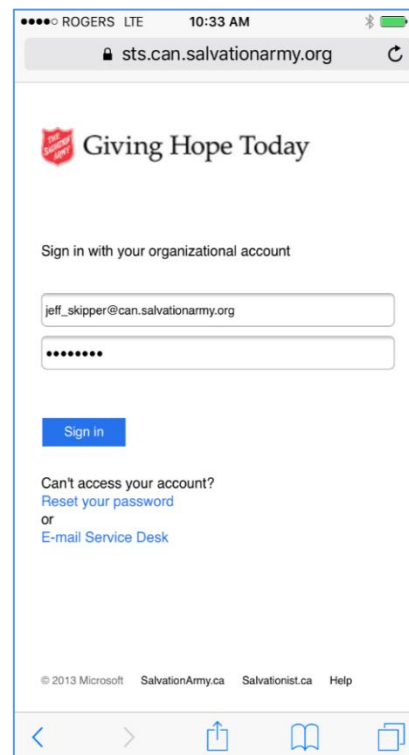 ROGERS LTE 10:33 AM
sts.can.salvationarmy.org
THE SALVATION ARMY Giving Hope Today
Sign in with your organizational account
jeff_skipper@can.salvationarmy.org
••••••••
Sign in
Can't access your account?
Reset your password
or
E-mail Service Desk
© 2013 Microsoft SalvationArmy.ca Salvationist.ca Help